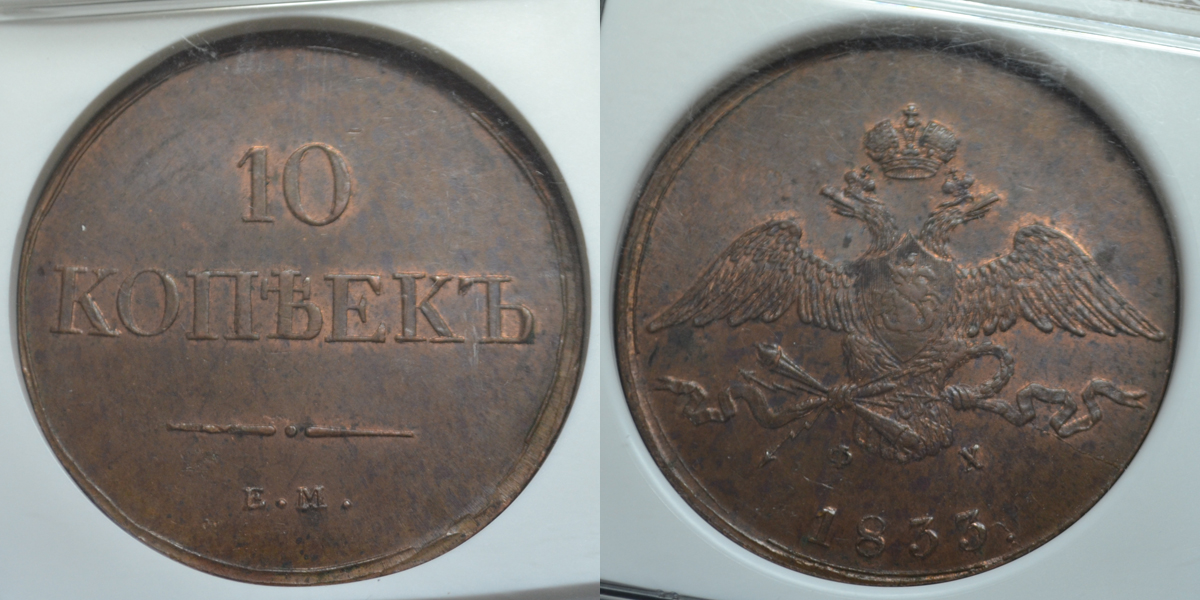 10
КОПѢЕКЪ
Е.М.
Ф Х
1833.